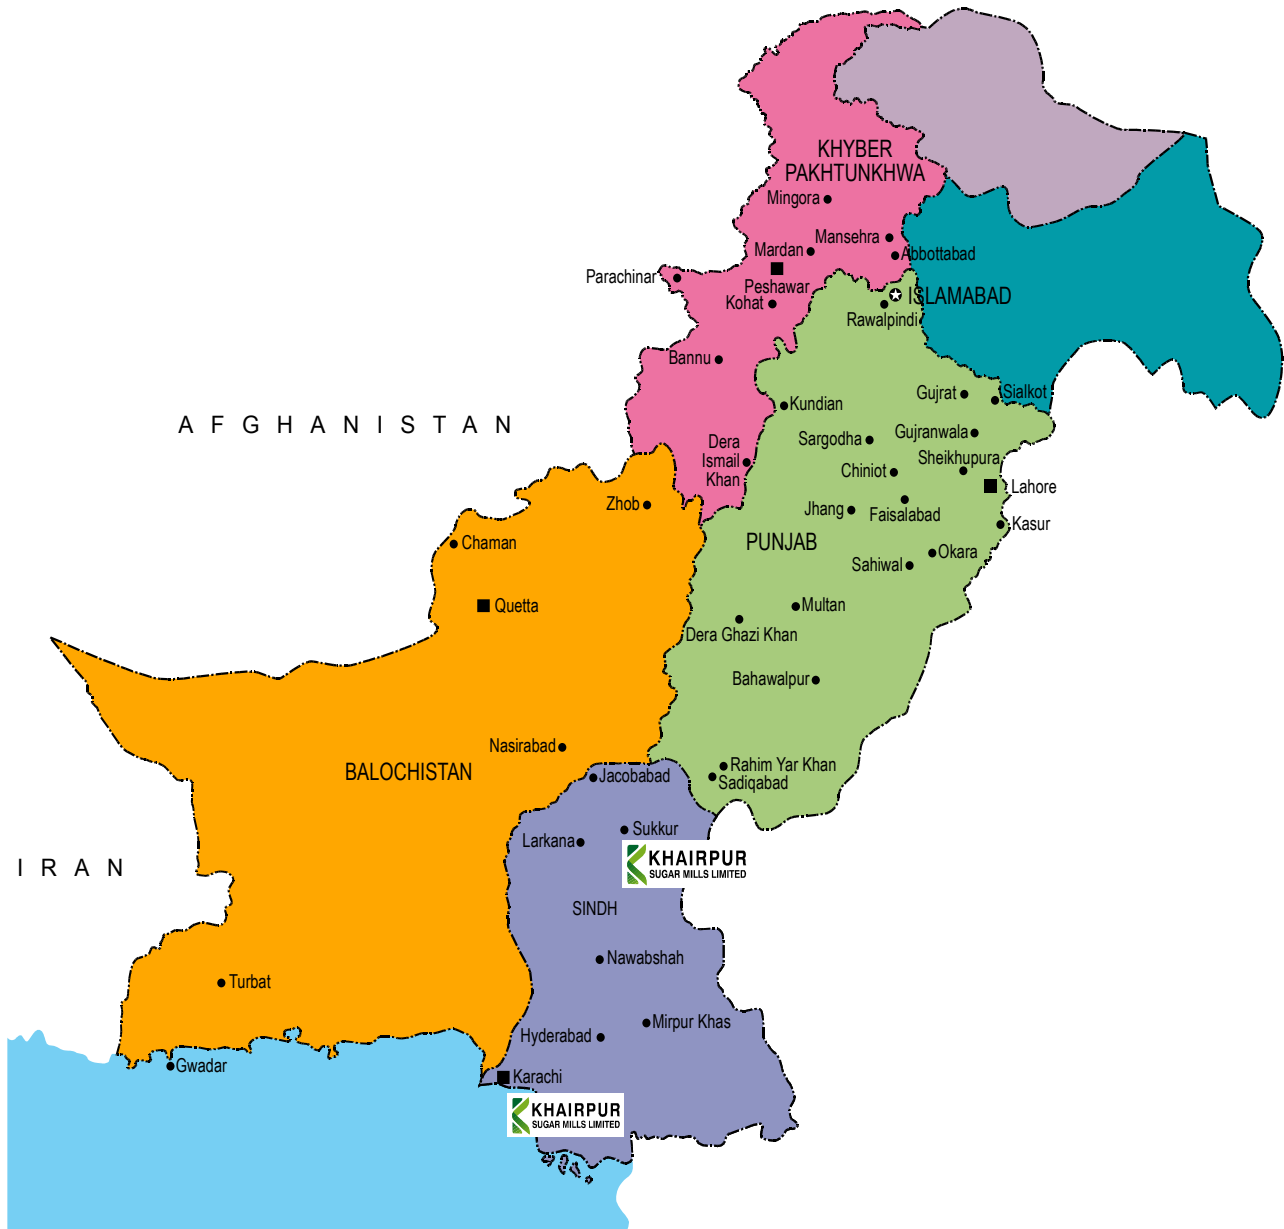 KHYBER
PAKHTUNKHWA
Mingora
Mansehra
Mardan
Abbottabad
Parachinar
Peshawar
Kohat
ISLAMABAD
Rawalpindi
Bannu
Gujrat
Sialkot
Kundian
AFGHANISTAN
Sargodha
Gujranwala
Dera
Ismail
Khan
Chiniot
Sheikhupura
Lahore
Zhob
Jhang
Faisalabad
Kasur
Chaman
PUNJAB
Okara
Sahiwal
Quetta
Multan
Dera Ghazi Khan
Bahawalpur
Nasirabad
BALOCHISTAN
Jacobabad
Rahim Yar Khan
Sadiqabad
Larkana
Sukkur
KHAIRPUR
SUGAR MILLS LIMITED
IRAN
SINDH
Nawabshah
Turbat
Mirpur Khas
Hyderabad
Gwadar
Karachi
KHAIRPUR
SUGAR MILLS LIMITED